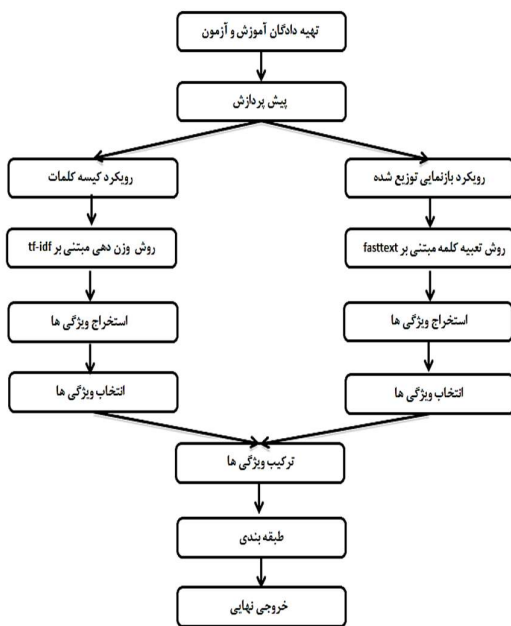 تهیه دادگان آموزش و آزمون
پیش پردازش
رویکرد بازنمایی توزیع شده
رویکرد کیسه کلمات
روش تعبیه کلمه مبتنی بر fasttext
روش وزن دهی مبتنی بر tf-idf
استخراج ویژگی ها
استخراج ویژگی ها
انتخاب ویژگی ها
انتخاب ویژگی ها
ترکیب ویژگی ها
طبقه بندی
خروجی نهایی